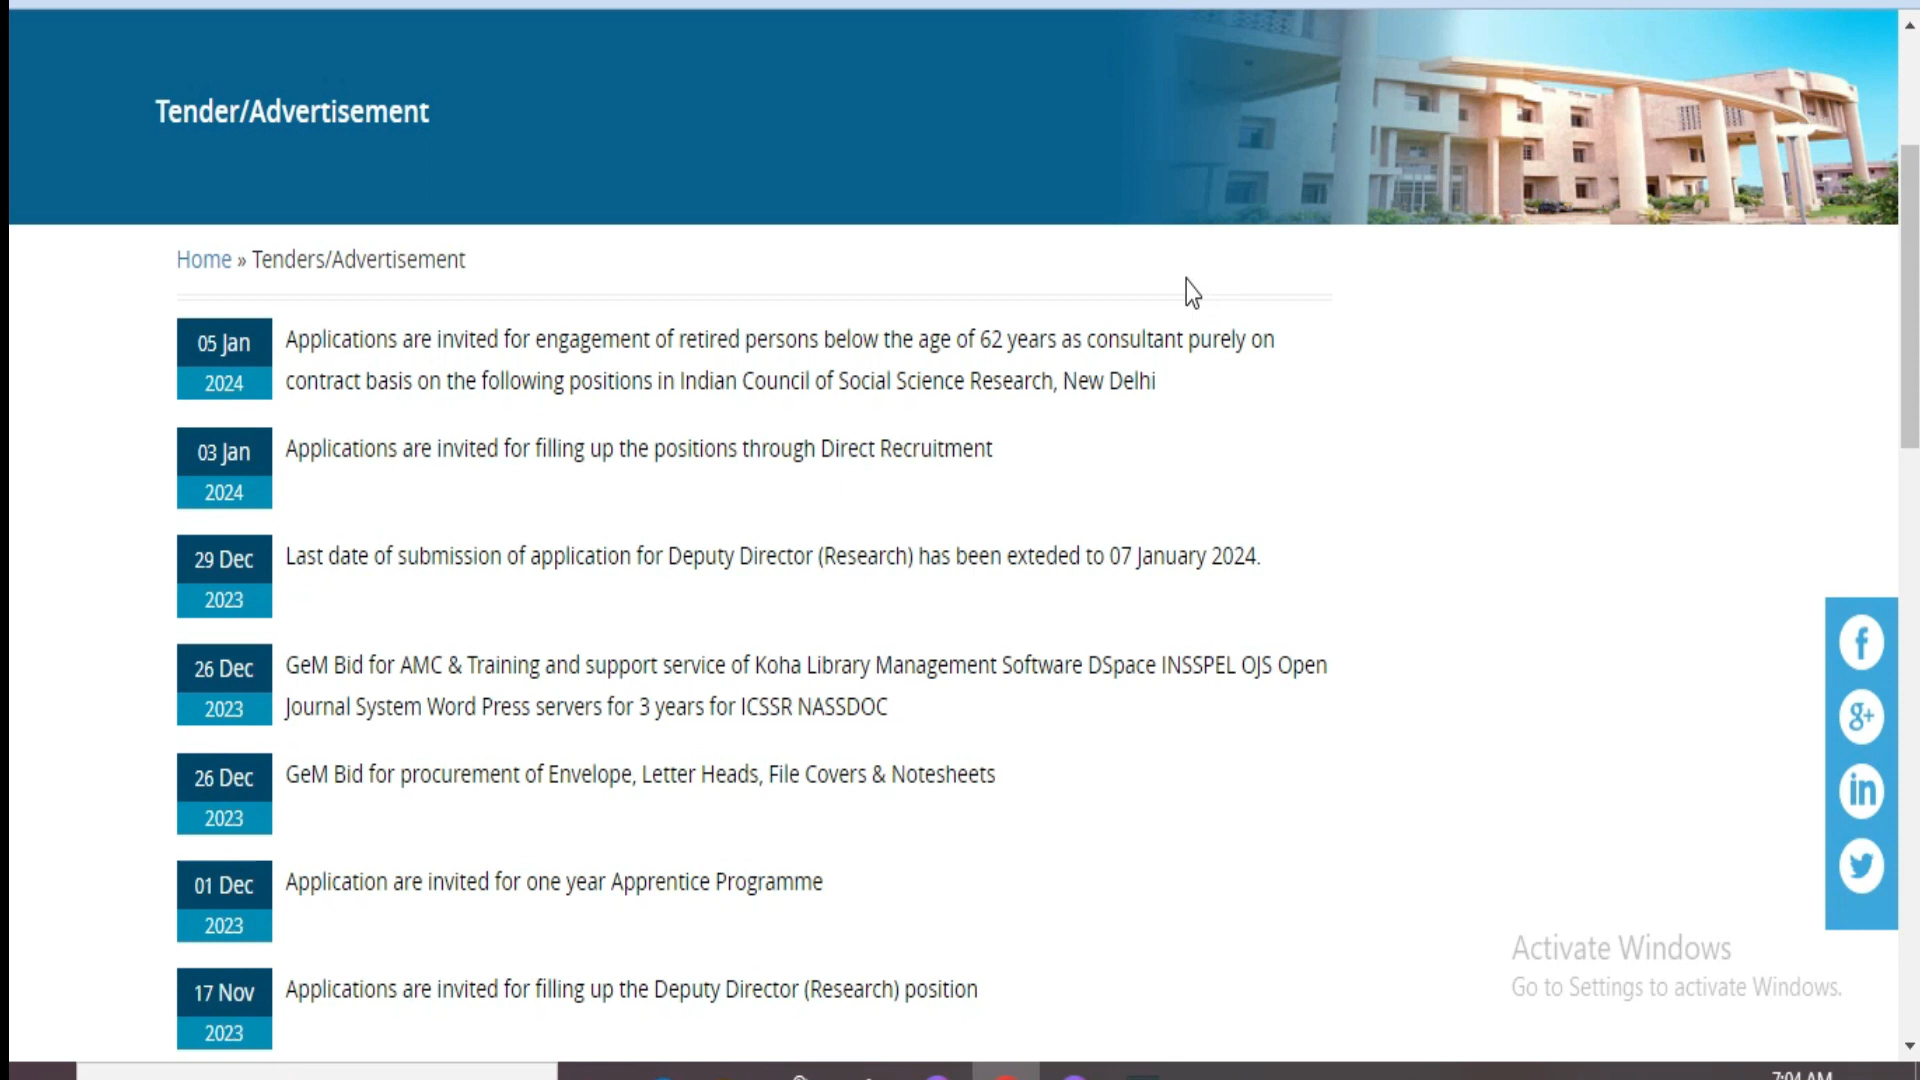 Tender/Advertisement
Home » Tenders/Advertisement
05 Jan
2024
Applications are invited for engagement of retired persons below the age of 62 years as consultant purely on
contract basis on the following positions in Indian Council of Social Science Research, New Delhi
03 Jan
2024
Applications are invited for filling up the positions through Direct Recruitment
29 Dec
2023
Last date of submission of application for Deputy Director (Research) has been exteded to 07 January 2024.
26 Dec
2023
GeM Bid for AMC & Training and support service of Koha Library Management Software DSpace INSSPEL OJS Open
Journal System Word Press servers for 3 years for ICSSR NASSDOC
26 Dec
2023
GeM Bid for procurement of Envelope, Letter Heads, File Covers & Notesheets
01 Dec
2023
Application are invited for one year Apprentice Programme
17 Nov
2023
Applications are invited for filling up the Deputy Director (Research) position
f
g+
in
Activate Windows
Go to Settings to activate Windows.
7:04 AM